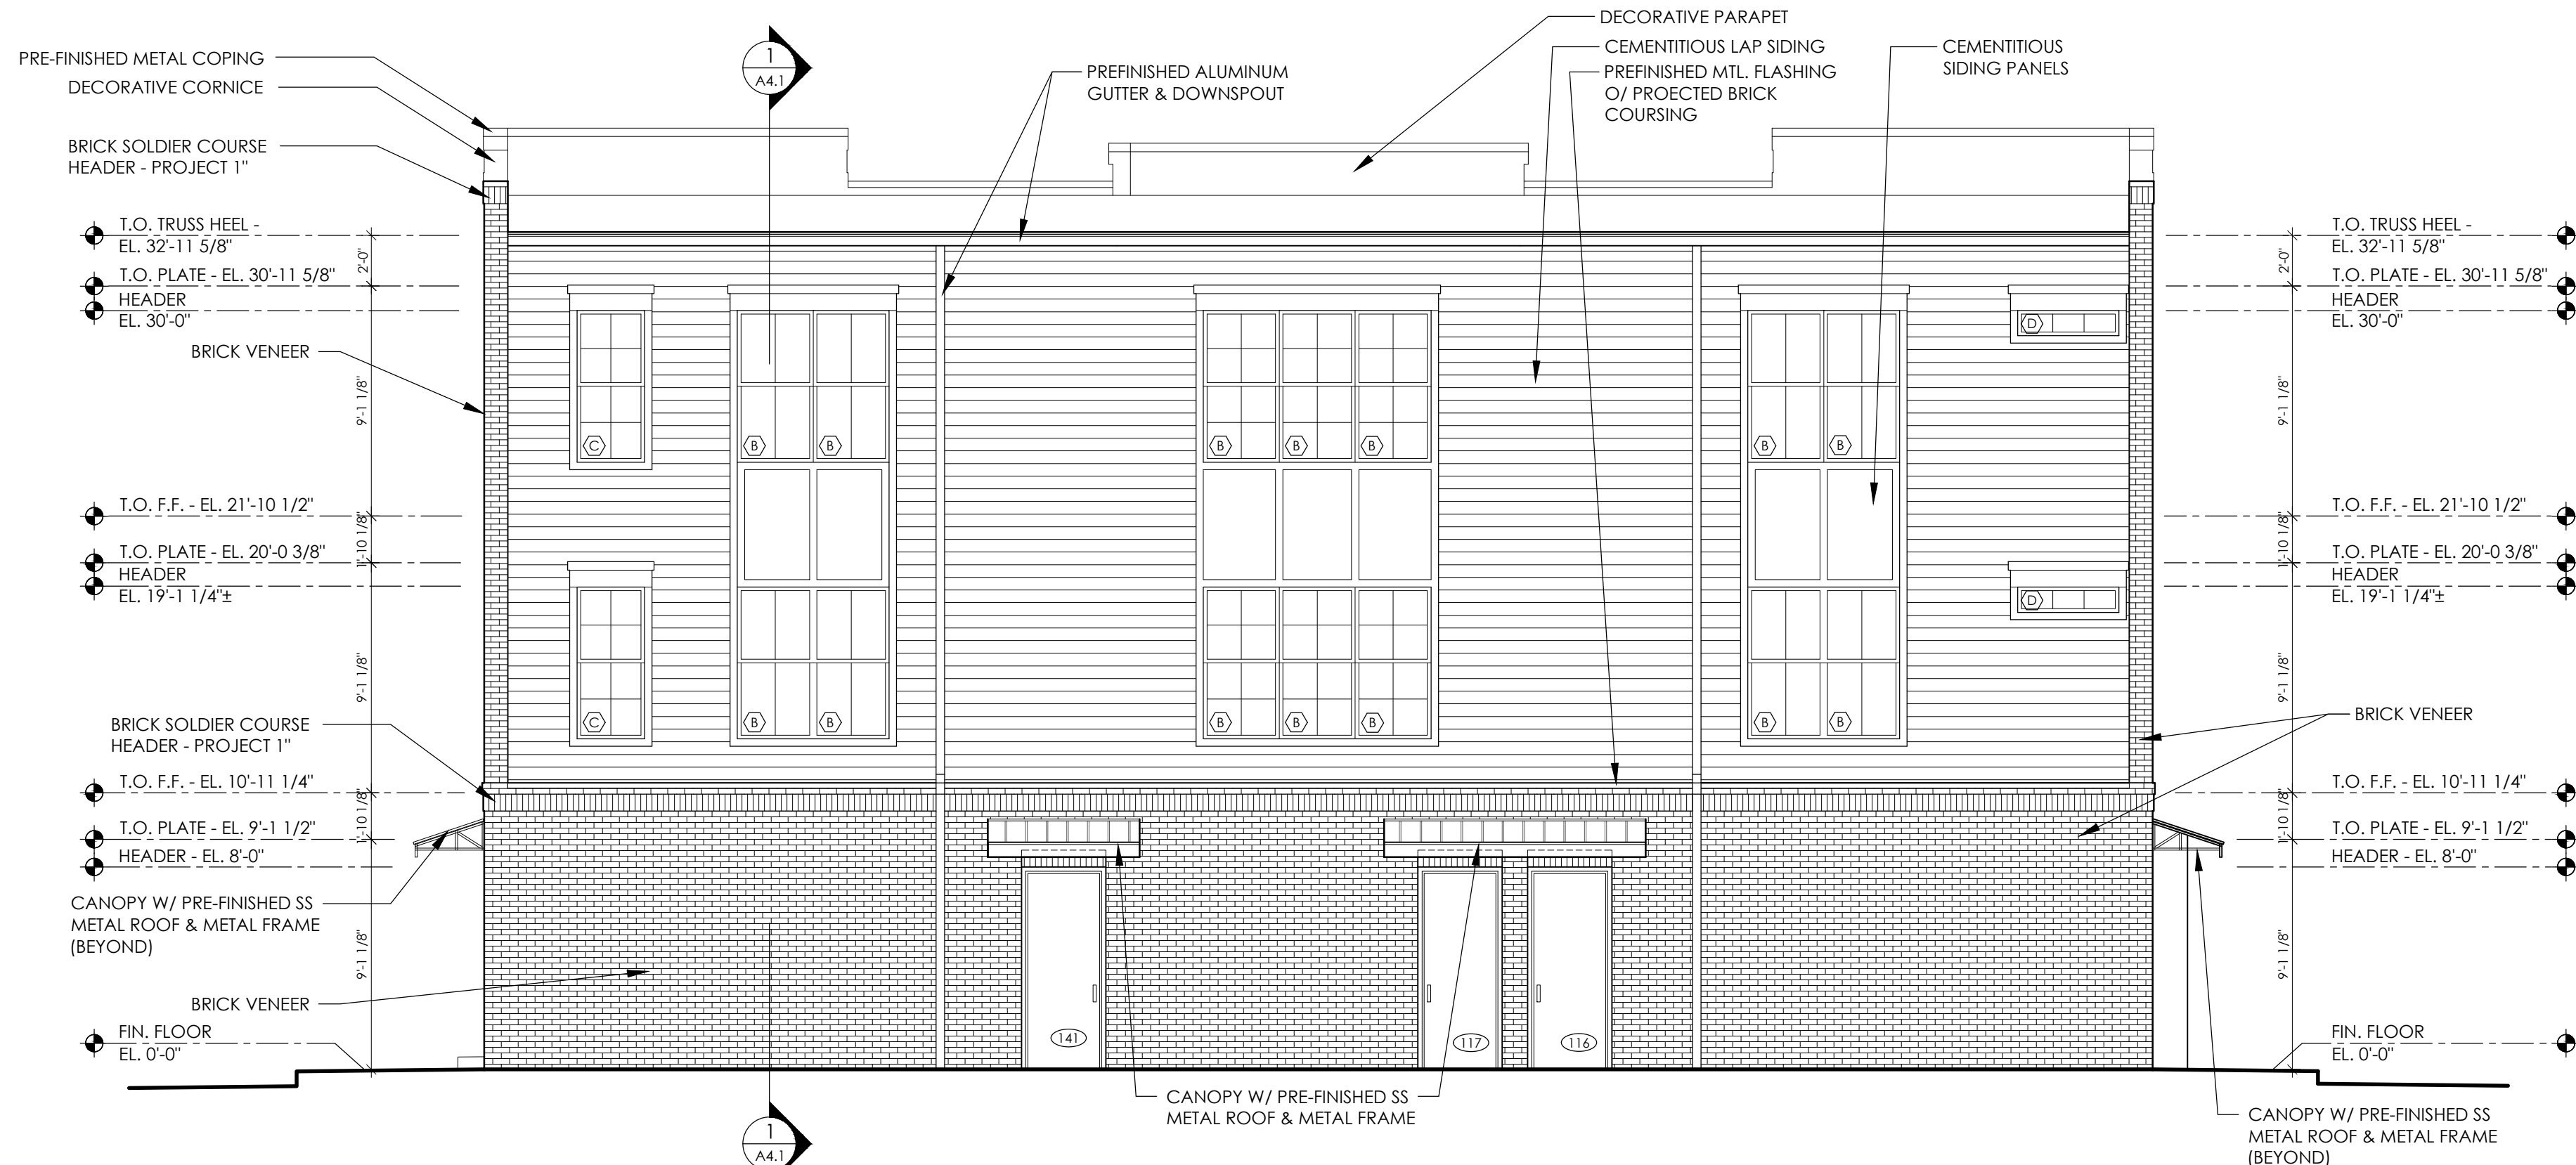 DECORATIVE PARAPET
PRE-FINISHED METAL COPING
1
A4.1
PREFINISHED ALUMINUM
GUTTER & DOWNSPOUT
CEMENTITIOUS LAP SIDING
PREFINISHED MTL. FLASHING
O/ PROECTED BRICK
COURSING
CEMENTITIOUS
SIDING PANELS
DECORATIVE CORNICE
BRICK SOLDIER COURSE
HEADER - PROJECT 1"
T.O. TRUSS HEEL -
EL. 32'-11 5/8"
2'-0"
T.O. PLATE - EL. 30'-11 5/8"
HEADER
EL. 30'-0"
BRICK VENEER
9'-1 1/8"
T.O. F.F. - EL. 21'-10 1/2"
1'-10 1/8"
T.O. PLATE - EL. 20'-0 3/8"
HEADER
EL. 19'-1 1/4"±
9'-1 1/8"
BRICK SOLDIER COURSE
HEADER - PROJECT 1"
T.O. F.F. - EL. 10'-11 1/4"
1'-10 1/8"
T.O. PLATE - EL. 9'-1 1/2"
HEADER - EL. 8'-0"
CANOPY W/ PRE-FINISHED SS
METAL ROOF & METAL FRAME
(BEYOND)
9'-1 1/8"
BRICK VENEER
FIN. FLOOR
EL. 0'-0"
C
B
B
B
B
B
B
B
D
C
B
B
B
B
B
B
B
D
141
117
116
CANOPY W/ PRE-FINISHED SS
METAL ROOF & METAL FRAME
1
A4.1
T.O. TRUSS HEEL -
EL. 32'-11 5/8"
2'-0"
T.O. PLATE - EL. 30'-11 5/8"
HEADER
EL. 30'-0"
9'-1 1/8"
T.O. F.F. - EL. 21'-10 1/2"
1'-10 1/8"
T.O. PLATE - EL. 20'-0 3/8"
HEADER
EL. 19'-1 1/4"±
9'-1 1/8"
BRICK VENEER
T.O. F.F. - EL. 10'-11 1/4"
1'-10 1/8"
T.O. PLATE - EL. 9'-1 1/2"
HEADER - EL. 8'-0"
9'-1 1/8"
FIN. FLOOR
EL. 0'-0"
CANOPY W/ PRE-FINISHED SS
METAL ROOF & METAL FRAME
(BEYOND)